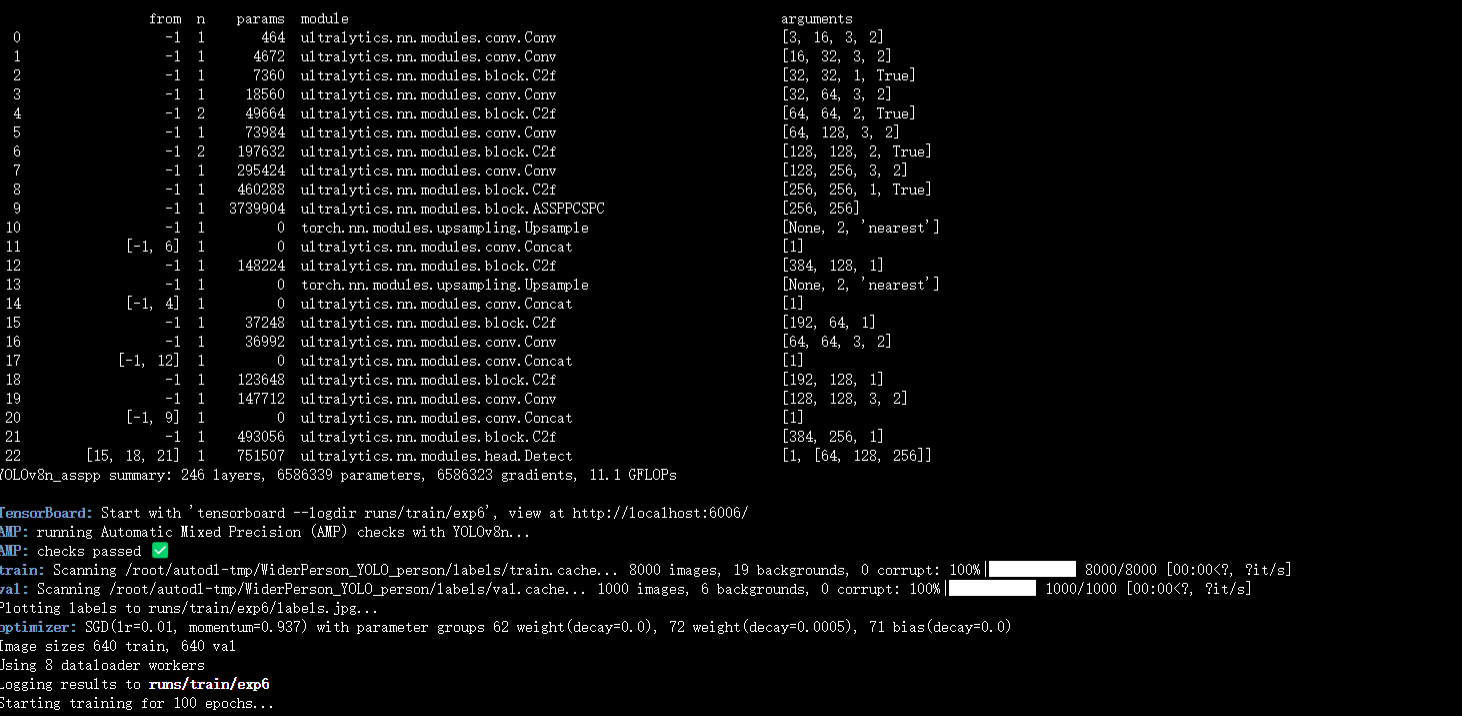 from n params module arguments
0 -1 1 464 ultralytics.nn.modules.conv.Conv [3, 16, 3, 2]
1 -1 1 4672 ultralytics.nn.modules.conv.Conv [16, 32, 3, 2]
2 -1 1 7360 ultralytics.nn.modules.block.C2f [32, 32, 1, True]
3 -1 1 18560 ultralytics.nn.modules.conv.Conv [32, 64, 3, 2]
4 -1 2 49664 ultralytics.nn.modules.block.C2f [64, 64, 2, True]
5 -1 1 73984 ultralytics.nn.modules.conv.Conv [64, 128, 3, 2]
6 -1 2 197632 ultralytics.nn.modules.block.C2f [128, 128, 2, True]
7 -1 1 295424 ultralytics.nn.modules.conv.Conv [128, 256, 3, 2]
8 -1 1 460288 ultralytics.nn.modules.block.C2f [256, 256, 1, True]
9 -1 1 3739904 ultralytics.nn.modules.block.ASSPPCSPC [256, 256]
10 -1 1 0 torch.nn.modules.upsampling.Upsample [None, 2, 'nearest']
11 [-1, 6] 1 0 ultralytics.nn.modules.conv.Concat [1]
12 -1 1 148224 ultralytics.nn.modules.block.C2f [384, 128, 1]
13 -1 1 0 torch.nn.modules.upsampling.Upsample [None, 2, 'nearest']
14 [-1, 4] 1 0 ultralytics.nn.modules.conv.Concat [1]
15 -1 1 37248 ultralytics.nn.modules.block.C2f [192, 64, 1]
16 -1 1 36992 ultralytics.nn.modules.conv.Conv [64, 64, 3, 2]
17 [-1, 12] 1 0 ultralytics.nn.modules.conv.Concat [1]
18 -1 1 123648 ultralytics.nn.modules.block.C2f [192, 128, 1]
19 -1 1 147712 ultralytics.nn.modules.conv.Conv [128, 128, 3, 2]
20 [-1, 9] 1 0 ultralytics.nn.modules.conv.Concat [1]
21 -1 1 493056 ultralytics.nn.modules.block.C2f [384, 256, 1]
22 [15, 18, 21] 1 751507 ultralytics.nn.modules.head.Detect [1, [64, 128, 256]]
YOLOv8n_asspp summary: 246 layers, 6586339 parameters, 6586323 gradients, 11.1 GFLOPs
TensorBoard: Start with 'tensorboard --logdir runs/train/exp6', view at http://localhost:6006/
AMP: running Automatic Mixed Precision (AMP) checks with YOLOv8n...
AMP: checks passed ✅
train: Scanning /root/autodl-tmp/WiderPerson_YOLO_person/labels/train.cache... 8000 images, 19 backgrounds, 0 corrupt: 100%|██████████| 8000/8000 [00:00<?, ?it/s]
val: Scanning /root/autodl-tmp/WiderPerson_YOLO_person/labels/val.cache... 1000 images, 6 backgrounds, 0 corrupt: 100%|██████████| 1000/1000 [00:00<?, ?it/s]
Plotting labels to runs/train/exp6/labels.jpg...
optimizer: SGD(lr=0.01, momentum=0.937) with parameter groups 62 weight(decay=0.0), 72 weight(decay=0.0005), 71 bias(decay=0.0)
Image sizes 640 train, 640 val
Using 8 dataloader workers
Logging results to runs/train/exp6
Starting training for 100 epochs...